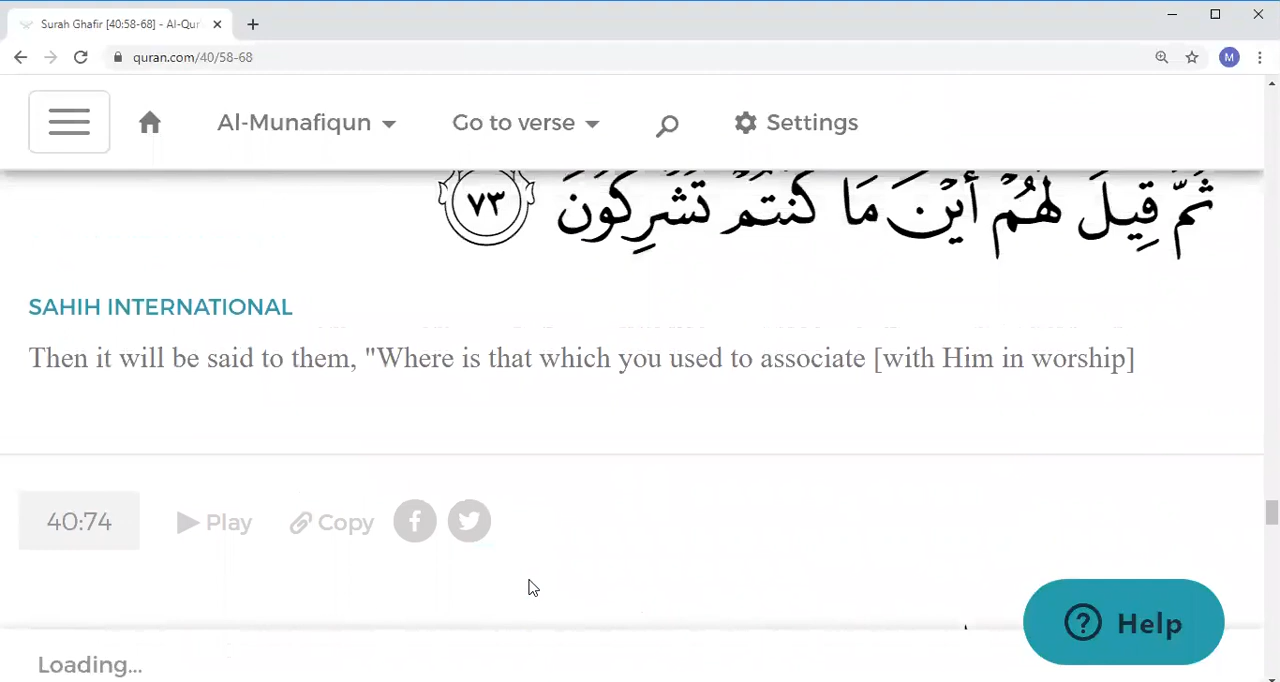 Surah Ghafir [40:58-68] - Al-Qur
quran.com/40/58-68
M
Al-Munafiqun
Go to verse
Settings
ثُمَّ قِيلَ لَهُمْ أَيْنَ مَا كُنتُمْ تُشْرِكُونَ ٧٣
SAHIH INTERNATIONAL
Then it will be said to them, "Where is that which you used to associate [with Him in worship]
40:74
Play
Copy
Help
Loading...